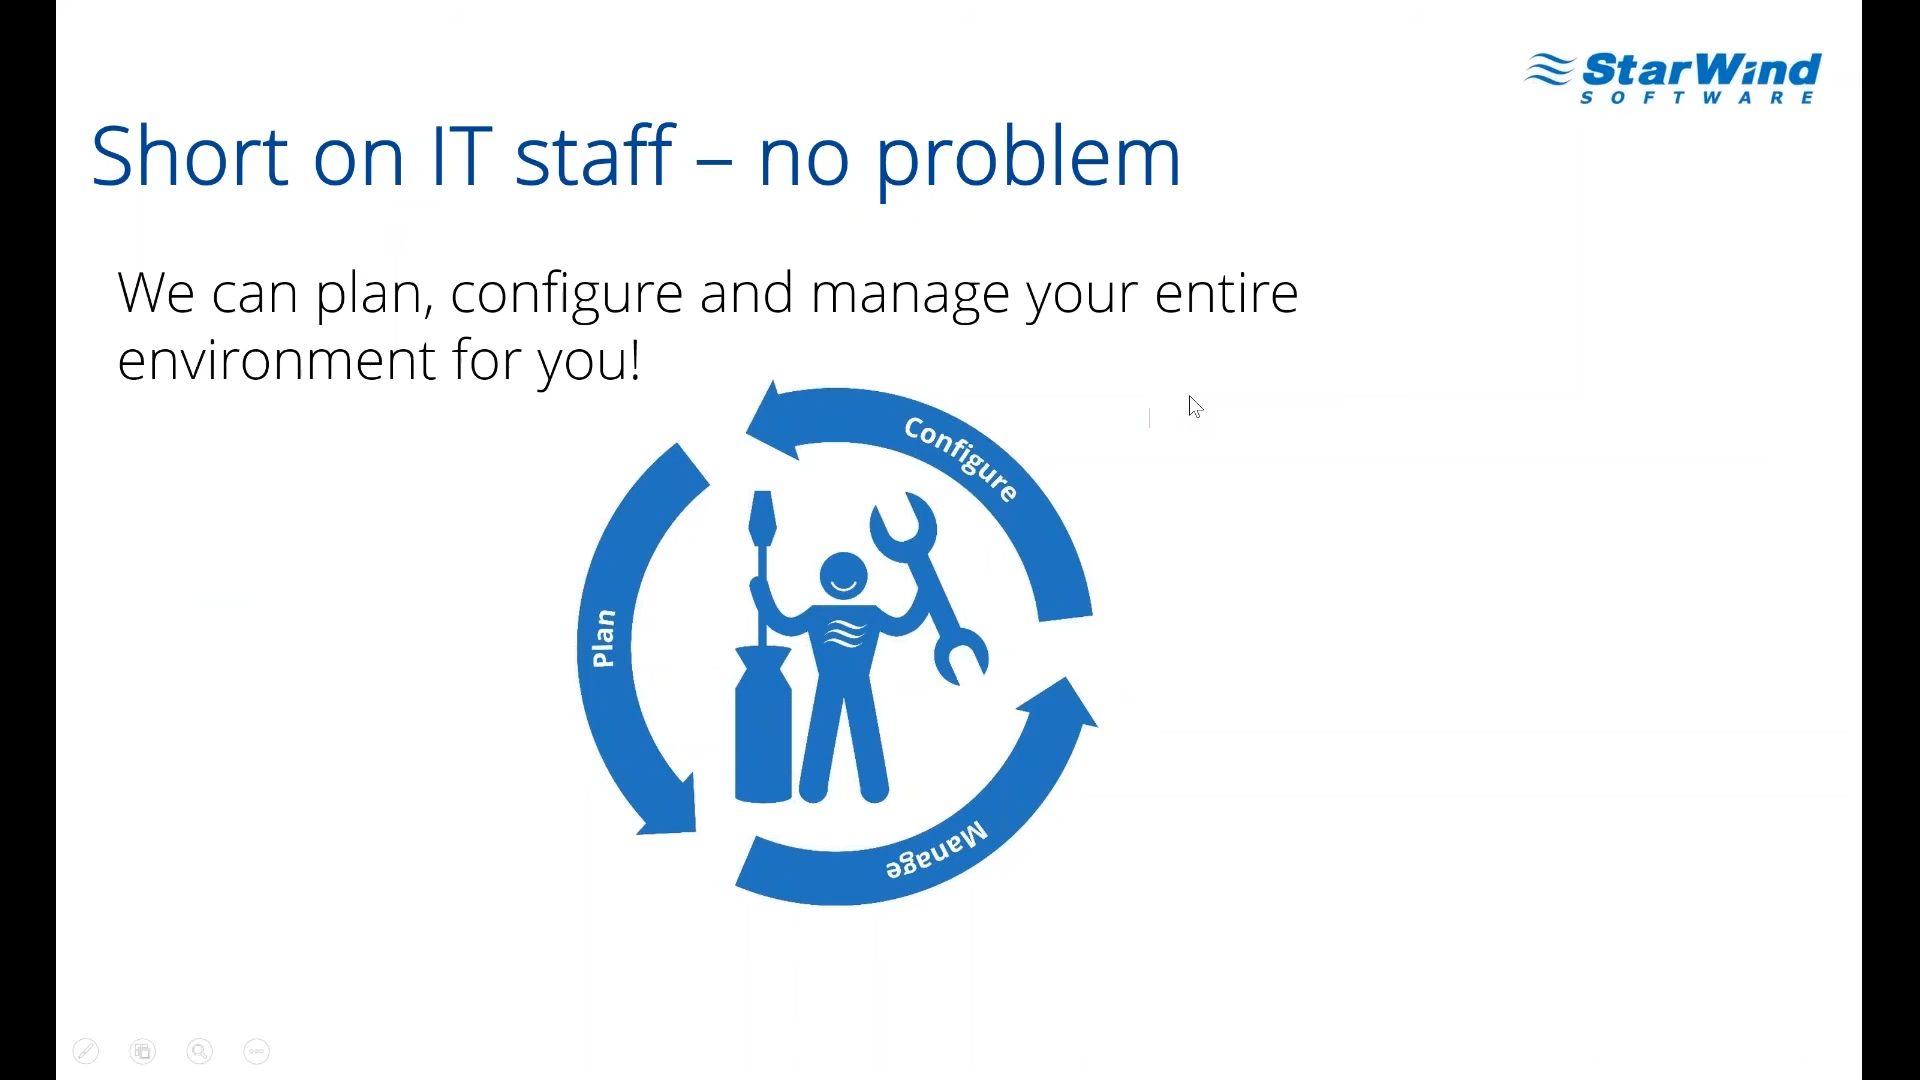 StarWind
SOFTWARE
Short on IT staff – no problem
We can plan, configure and manage your entire
environment for you!
Configure
Plan
Manage